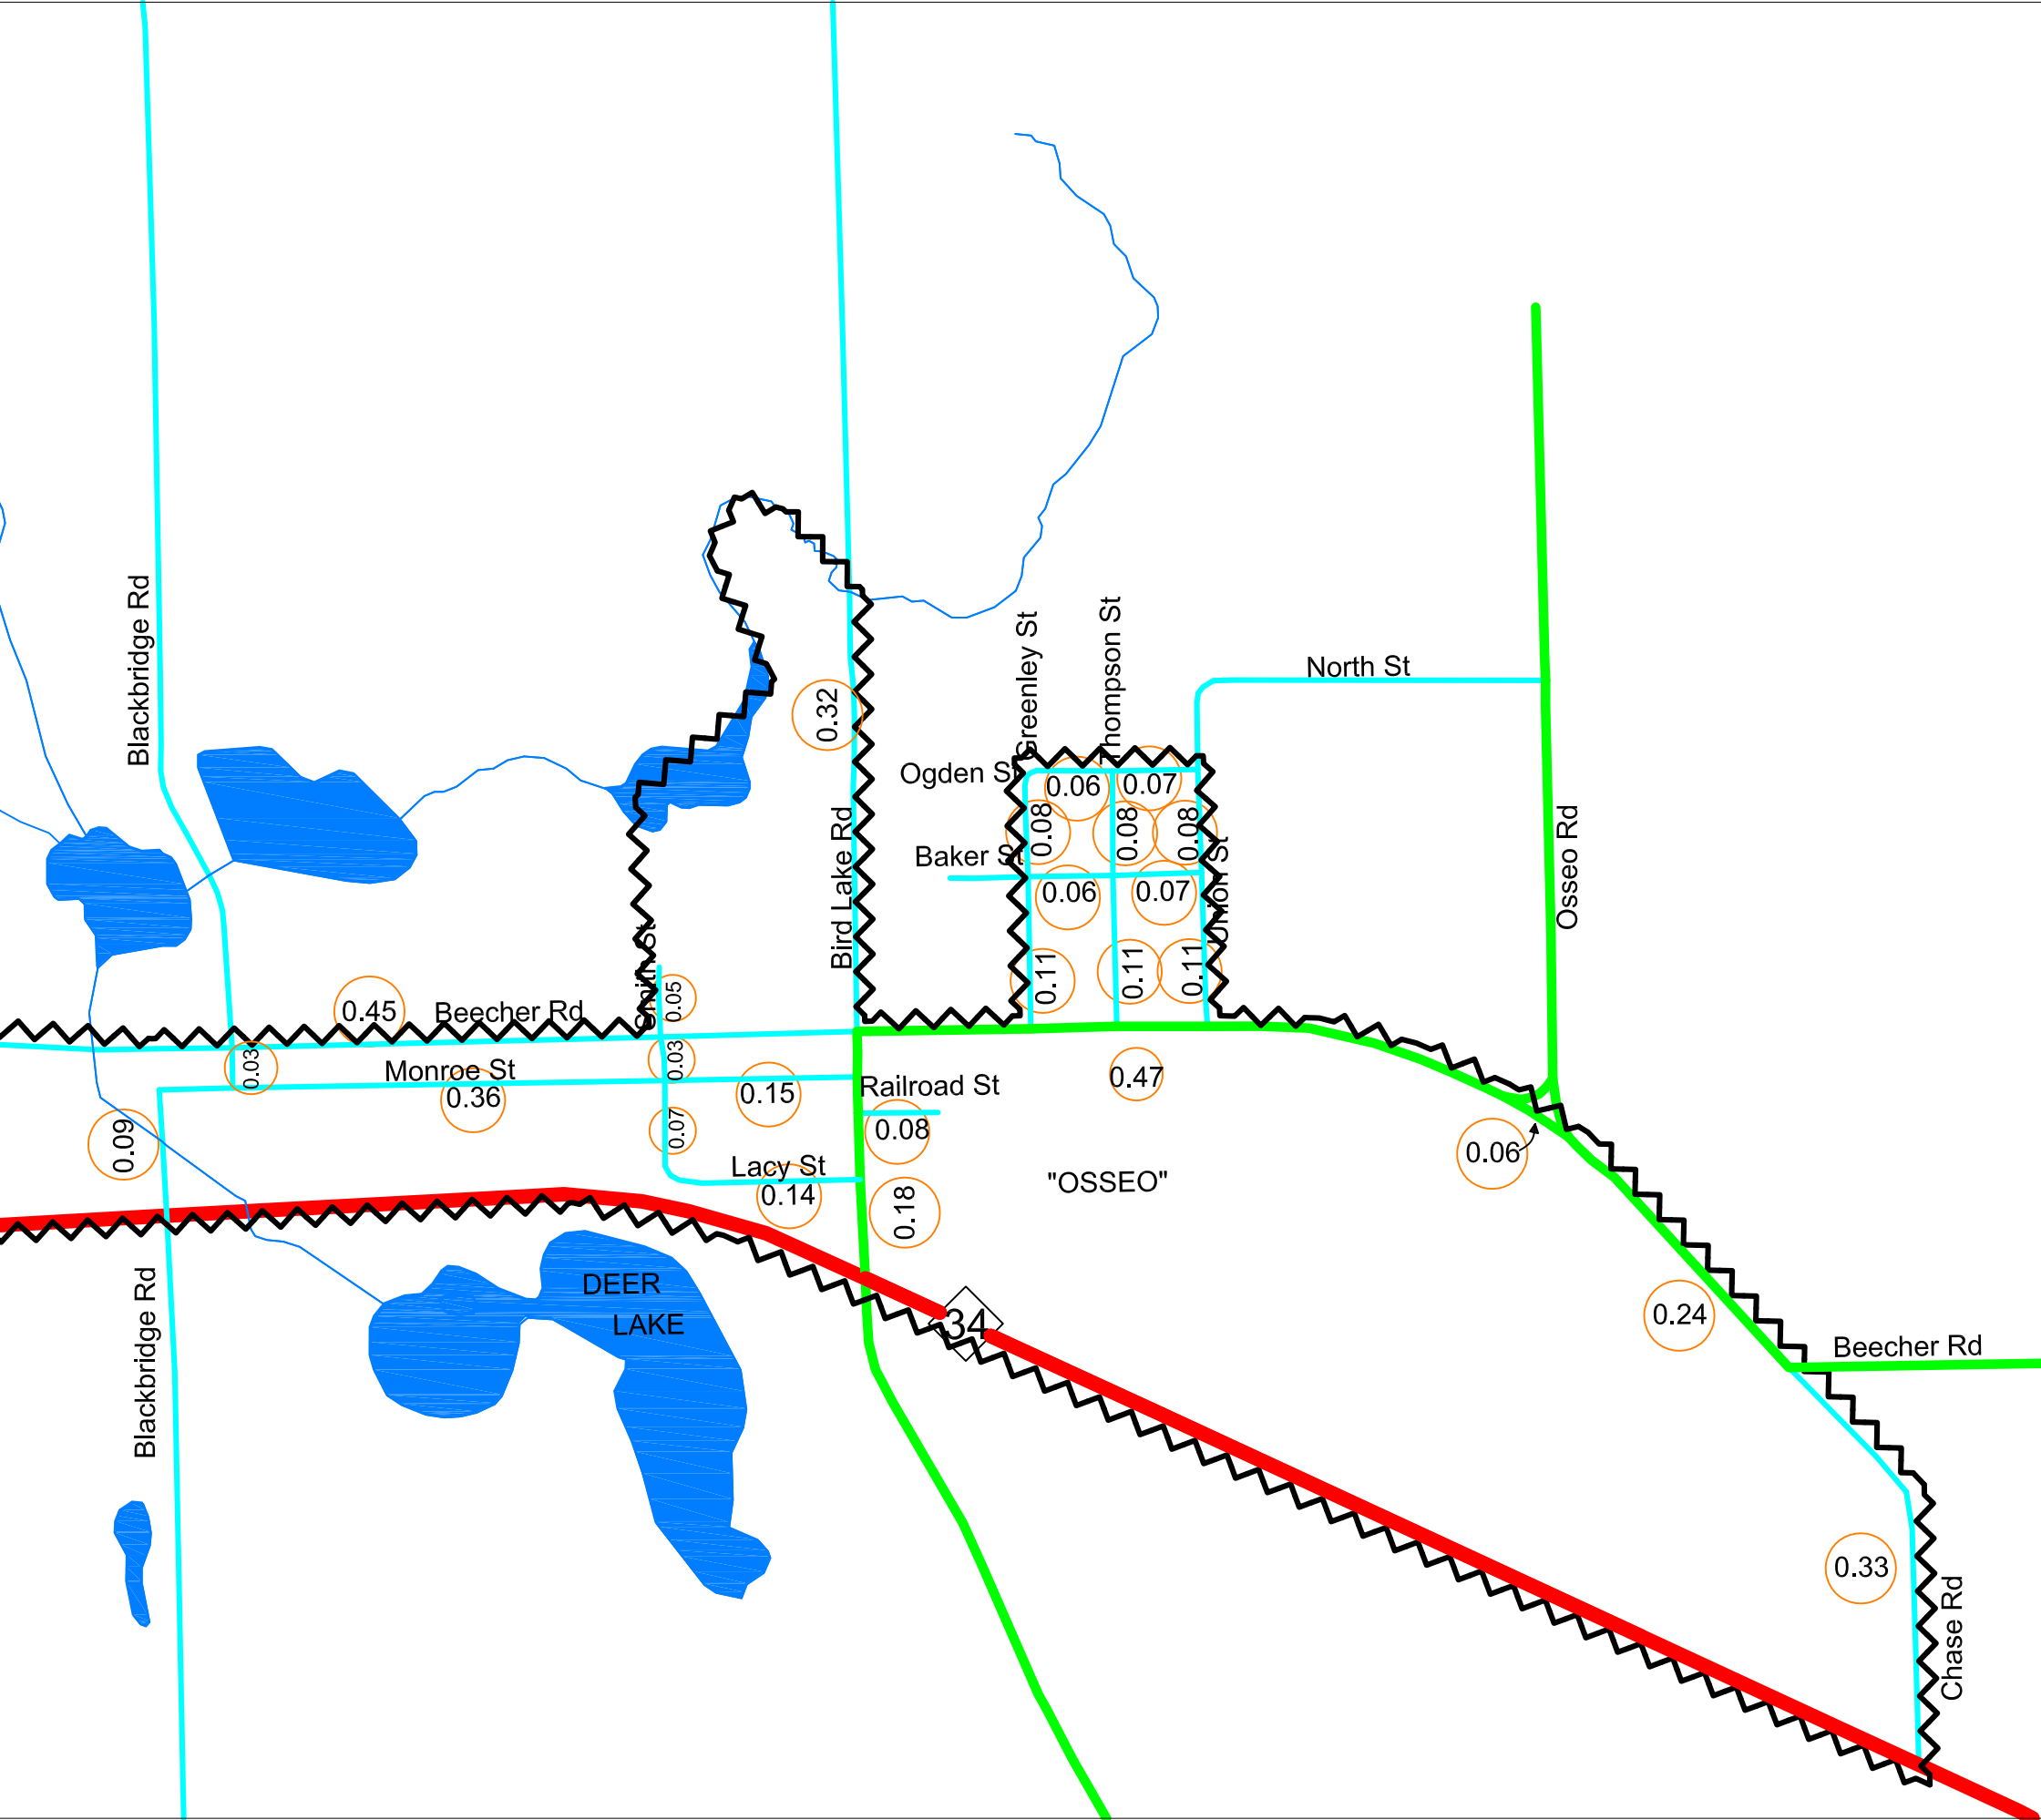 Blackbridge Rd
0.32
Greenley St
Thompson St
North St
Ogden St
0.06
0.07
0.08
0.08
0.08
Baker St
0.06
0.07
Union St
Bird Lake Rd
Osseo Rd
0.11
0.11
0.11
Smith St
0.05
0.45
Beecher Rd
0.03
Monroe St
0.36
0.03
0.15
Railroad St
0.08
0.47
0.09
0.07
Lacy St
0.14
0.18
"OSSEO"
0.06
DEER
LAKE
34
0.24
Beecher Rd
Blackbridge Rd
0.33
Chase Rd